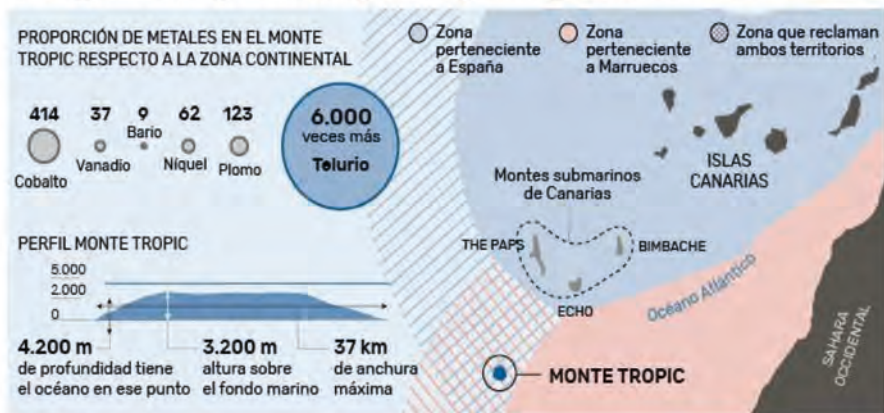 PROPORCIÓN DE METALES EN EL MONTE
TROPIC RESPECTO A LA ZONA CONTINENTAL
414
Cobalto
37
Vanadio
9
Bario
62
Níquel
123
Plomo
6.000
veces más
Telurio
Zona
perteneciente
a España
Zona
perteneciente
a Marruecos
Zona que reclaman
ambos territorios
ISLAS
CANARIAS
Montes submarinos
de Canarias
THE PAPS
BIMBACHE
ECHO
Océano Atlántico
SAHARA
OCCIDENTAL
MONTE TROPIC
PERFIL MONTE TROPIC
5.000
2.000
0
4.200 m
de profundidad tiene
el océano en ese punto
3.200 m
altura sobre
el fondo marino
37 km
de anchura
máxima